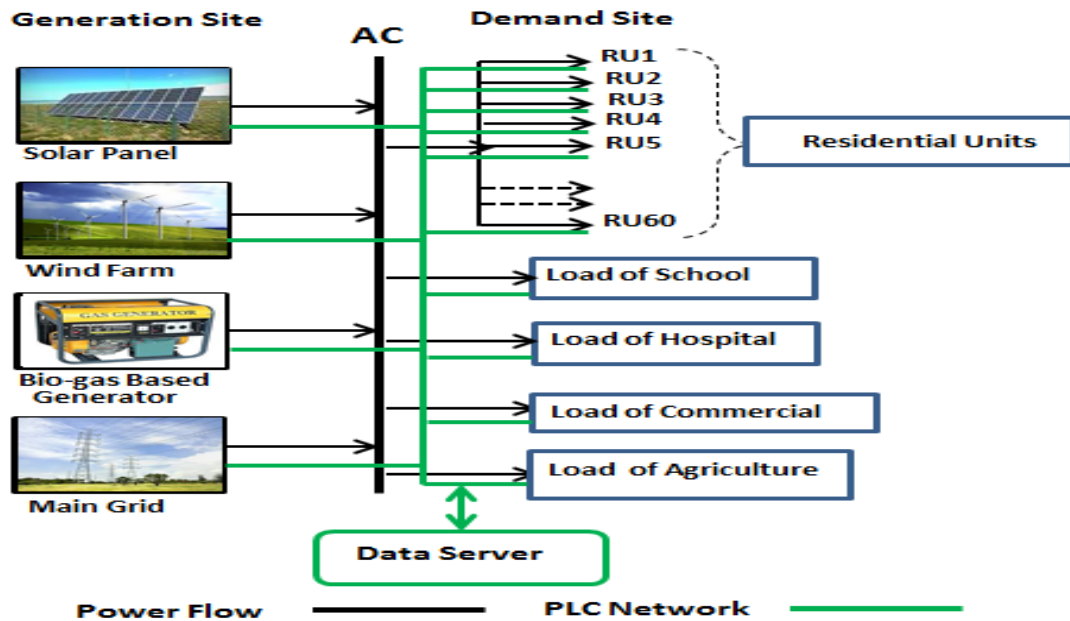 Generation Site
Demand Site
AC
RU1
RU2
RU3
RU4
RU5
RU60
Residential Units
Solar Panel
Wind Farm
GAS GENERATOR
Bio-gas Based
Generator
Main Grid
Load of School
Load of Hospital
Load of Commercial
Load of Agriculture
Data Server
Power Flow
PLC Network